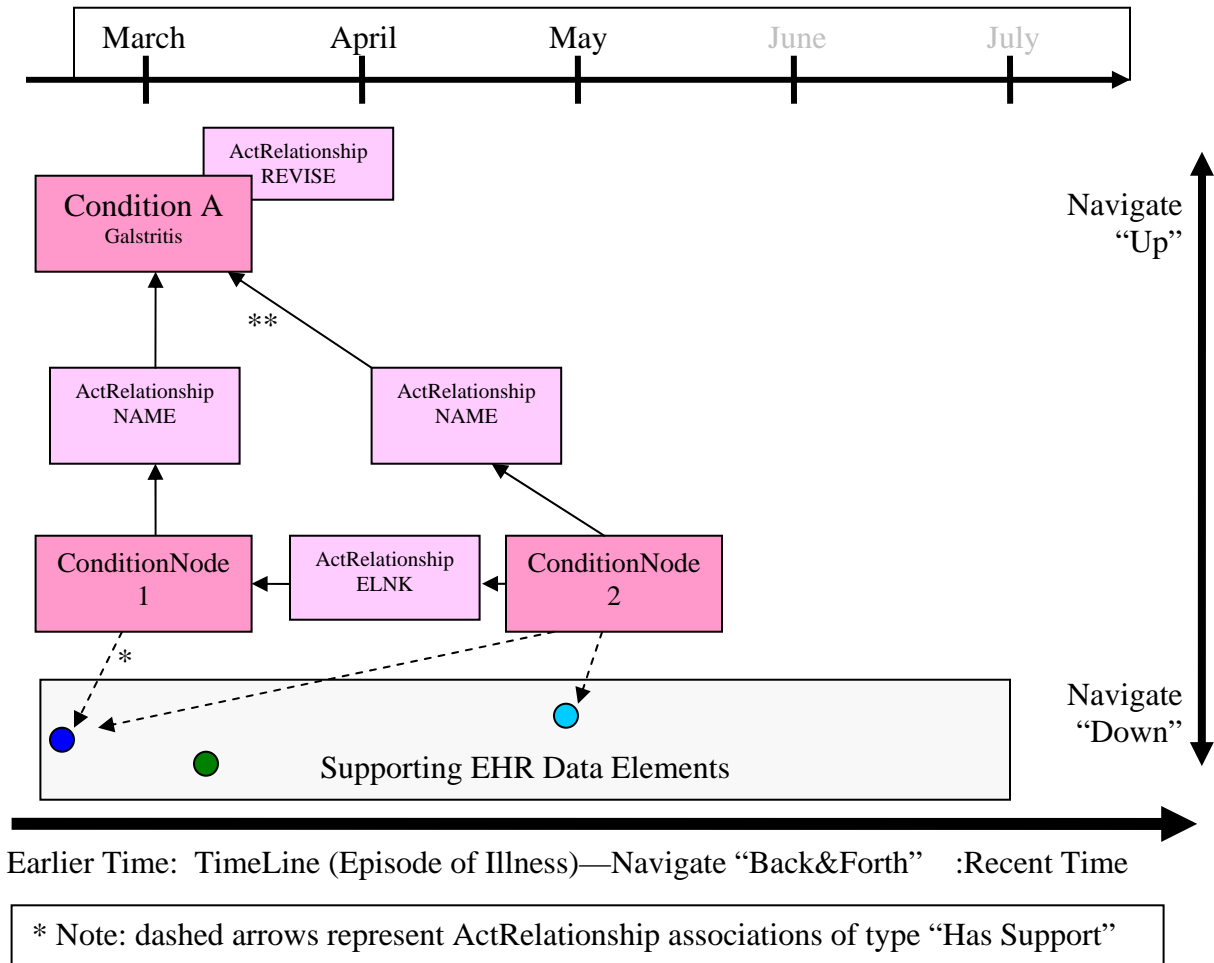 March April May June July
ActRelationship
REVISE
Condition A
Galstritis
Navigate
“Up”
**
ActRelationship
NAME
ActRelationship
NAME
ConditionNode
1
ActRelationship
ELNK
ConditionNode
2
*
Navigate
“Down”
Supporting EHR Data Elements
Earlier Time: TimeLine (Episode of Illness)—Navigate “Back&Forth” :Recent Time
* Note: dashed arrows represent ActRelationship associations of type “Has Support”